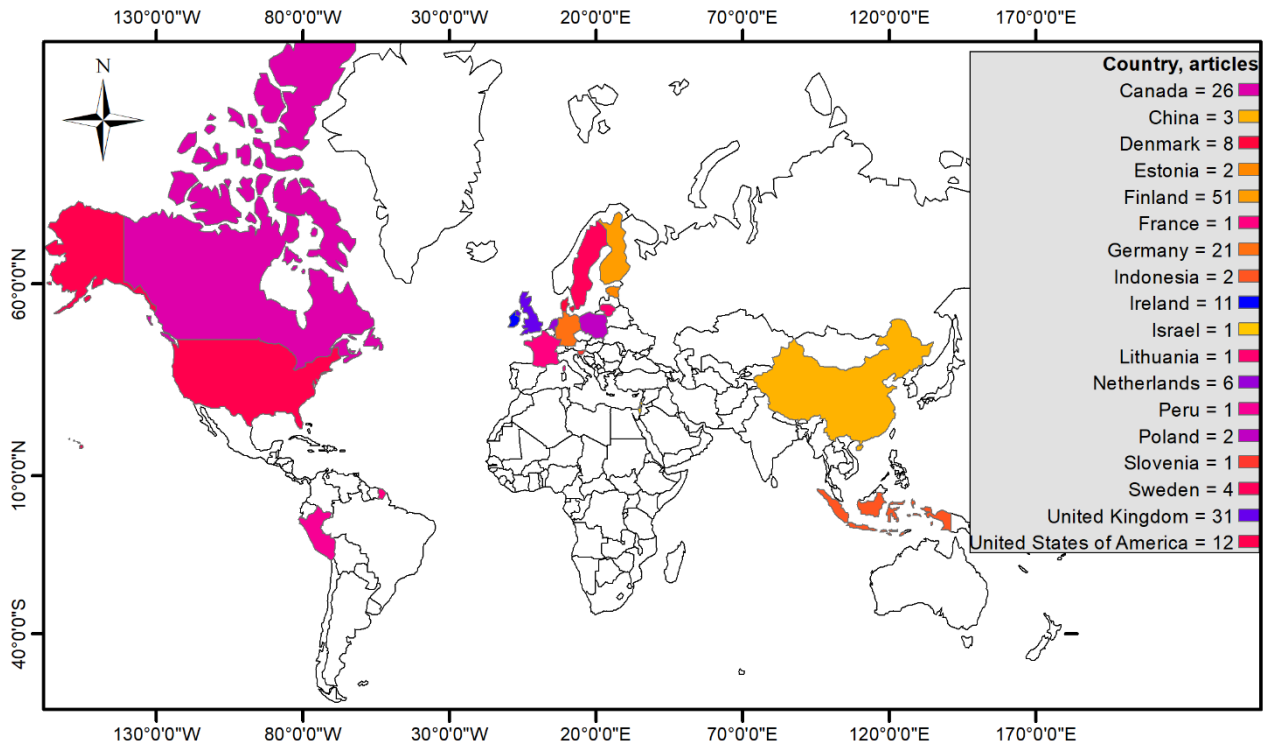 130°0'0"W 80°0'0"W 30°0'0"W 20°0'0"E 70°0'0"E 120°0'0"E 170°0'0"E
N
60°0'0"N
10°0'0"N
40°0'0"S
Country, articles
Canada = 26
China = 3
Denmark = 8
Estonia = 2
Finland = 51
France = 1
Germany = 21
Indonesia = 2
Ireland = 11
Israel = 1
Lithuania = 1
Netherlands = 6
Peru = 1
Poland = 2
Slovenia = 1
Sweden = 4
United Kingdom = 31
United States of America = 12
130°0'0"W 80°0'0"W 30°0'0"W 20°0'0"E 70°0'0"E 120°0'0"E 170°0'0"E